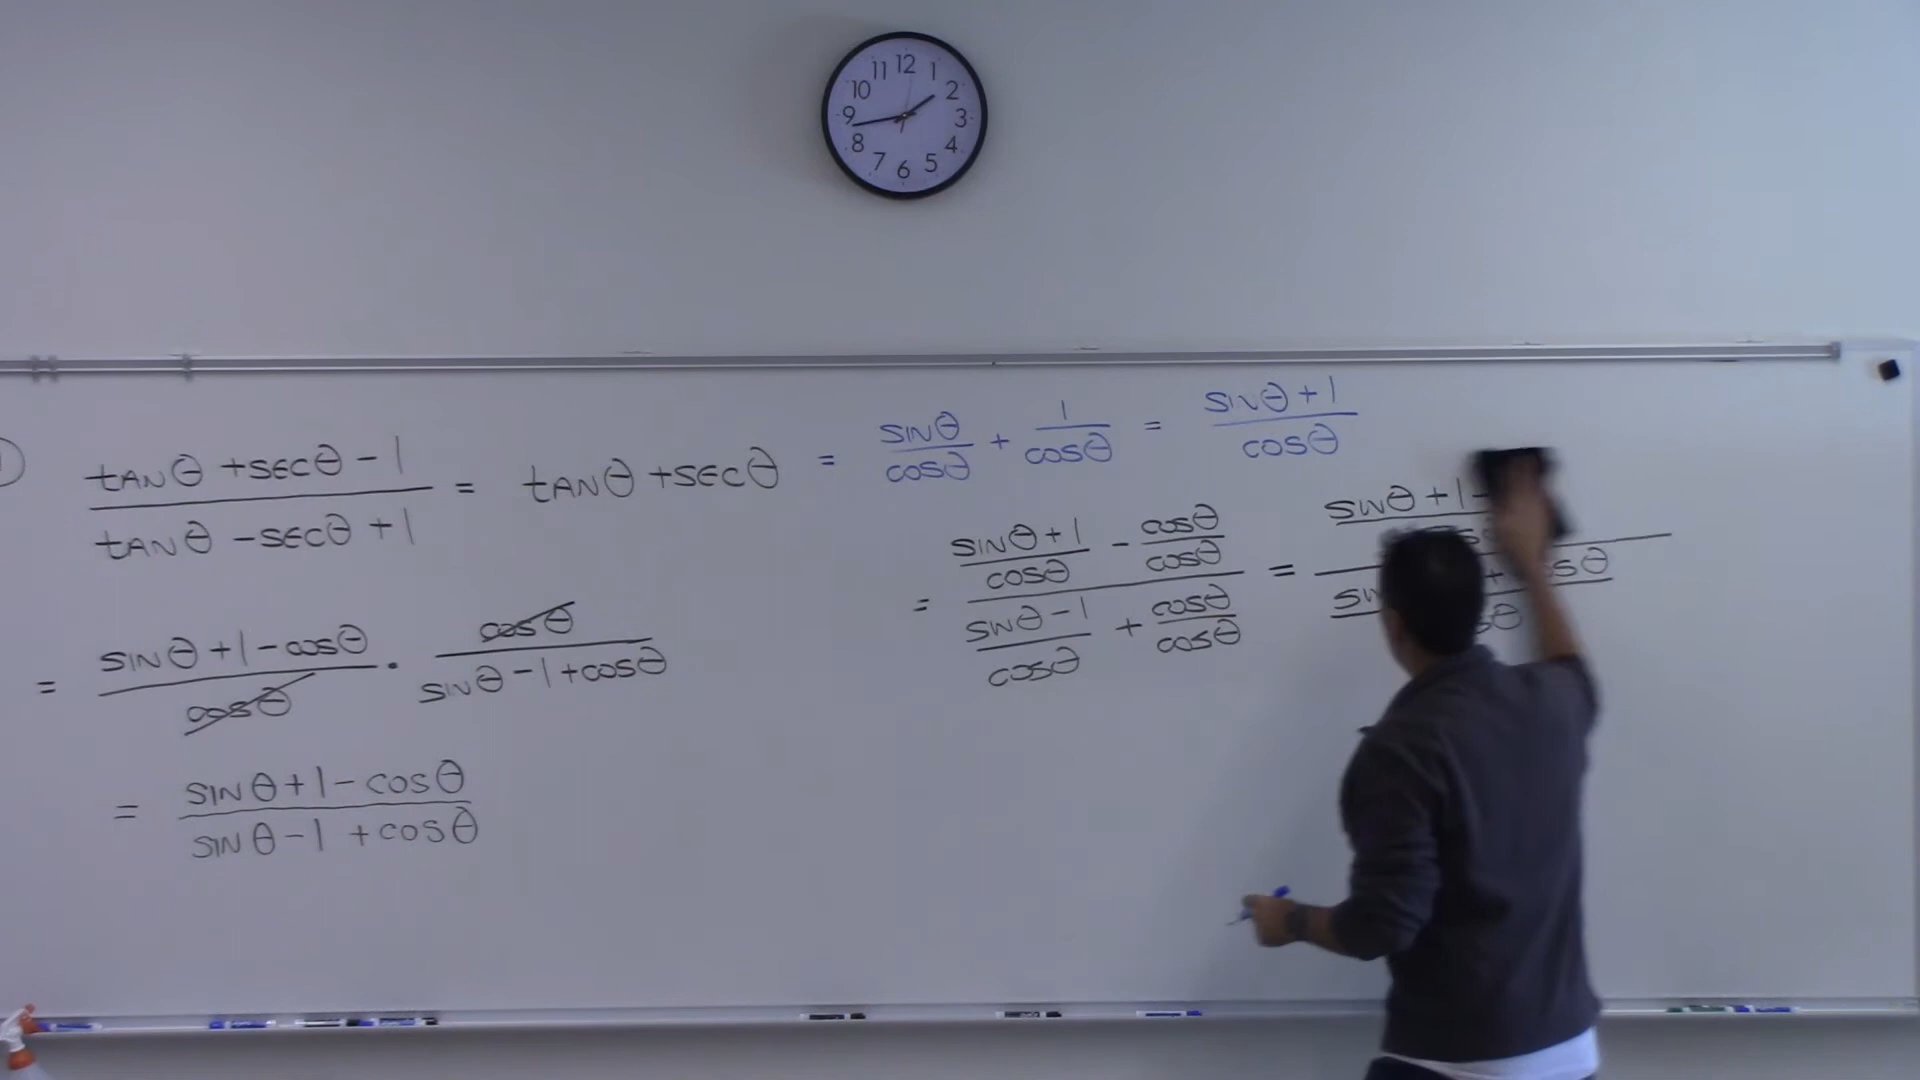 11 12 1
10 2
9 3
8 4
7 6 5
tanθ + secθ - 1 / tanθ - secθ + 1 = tanθ + secθ = sinθ/cosθ + 1/cosθ = sinθ + 1 / cosθ
= (sinθ + 1 / cosθ - cosθ/cosθ) / (sinθ - 1 / cosθ + cosθ/cosθ) = sinθ + 1 -
= sinθ + 1 - cosθ / cosθ · cosθ / sinθ - 1 + cosθ
= sinθ + 1 - cosθ / sinθ - 1 + cosθ